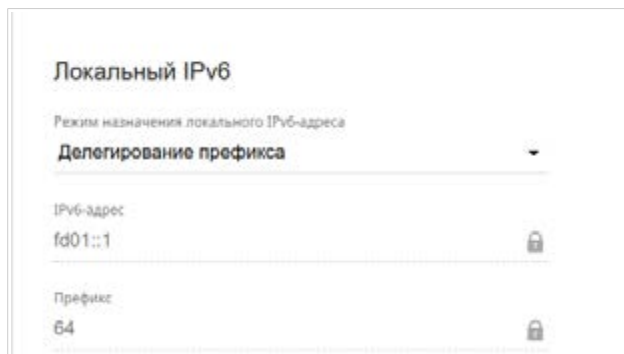 Локальный IPv6
Режим назначения локального IPv6-адреса
Делегирование префикса
IPv6-адрес
fd01::1
Префикс
64